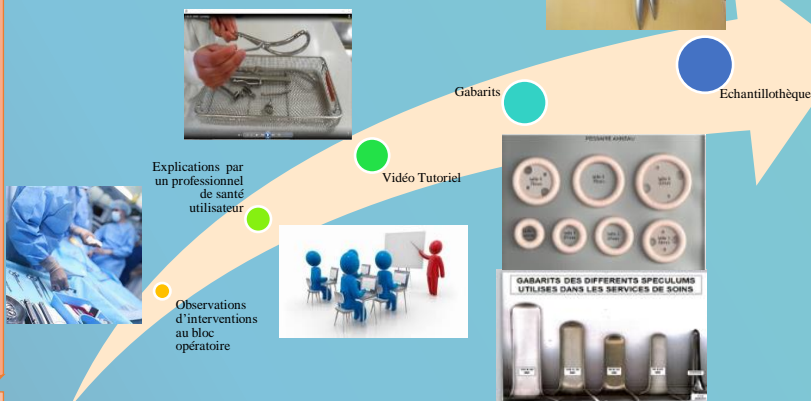 Gabarits
Echantillothèque
Explications par
un professionnel
de santé
utilisateur
Vidéo Tutoriel
PESSAIRE ANNEAU
Observations
d’interventions
au bloc
opératoire
GABARITS DES DIFFERENTS SPECULUMS
UTILISES DANS LES SERVICES DE SOINS